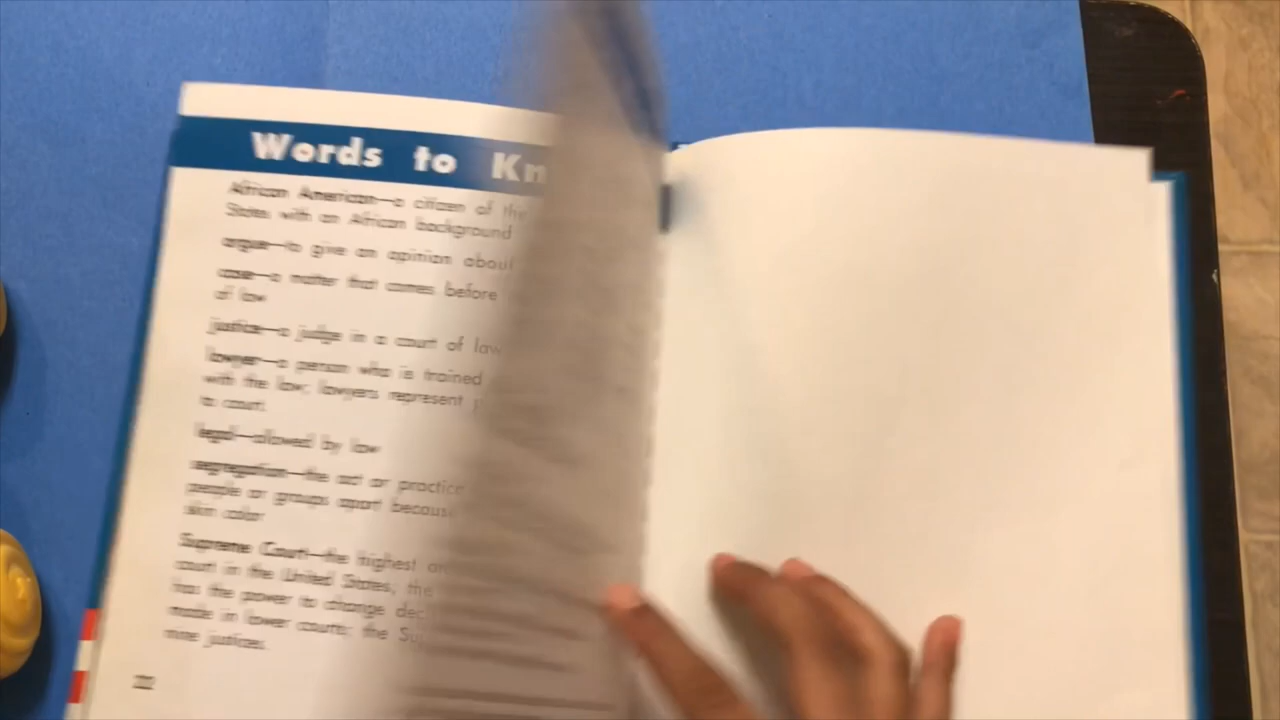 Words to Kn
African American—a citizen of the
States with an African background
argue—to give an opinion about
case—a matter that comes before
of law
justice—a judge in a court of law
lawyer—a person who is trained
with the law; lawyers represent
to court.
legal—allowed by law
segregation—the act or practice
people or groups apart because
skin color
Supreme Court—the highest
court in the United States, the
has the power to change dec
made in lower courts; the Su
nine justices.